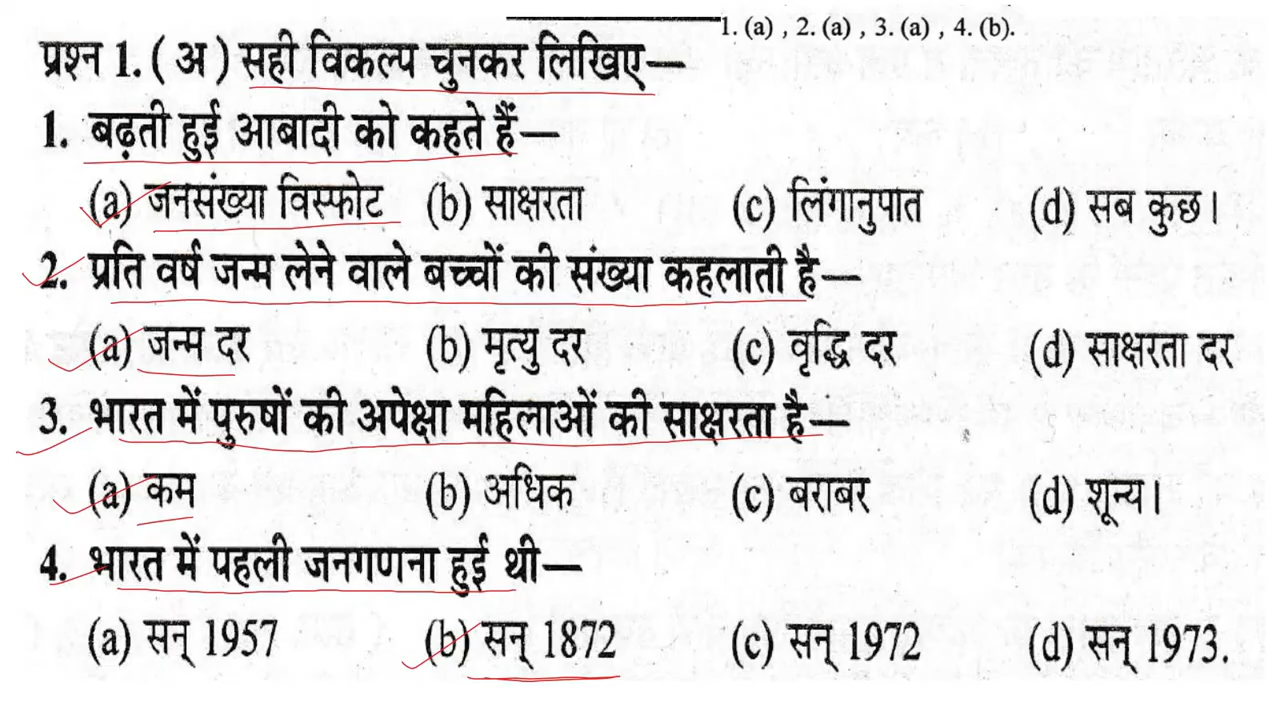 1. (a) , 2. (a) , 3. (a) , 4. (b).
प्रश्न 1. ( अ ) सही विकल्प चुनकर लिखिए—
1. बढ़ती हुई आबादी को कहते हैं—
(a) जनसंख्या विस्फोट (b) साक्षरता (c) लिंगानुपात (d) सब कुछ।
2. प्रति वर्ष जन्म लेने वाले बच्चों की संख्या कहलाती है—
(a) जन्म दर (b) मृत्यु दर (c) वृद्धि दर (d) साक्षरता दर
3. भारत में पुरुषों की अपेक्षा महिलाओं की साक्षरता है—
(a) कम (b) अधिक (c) बराबर (d) शून्य।
4. भारत में पहली जनगणना हुई थी—
(a) सन् 1957 (b) सन् 1872 (c) सन् 1972 (d) सन् 1973.